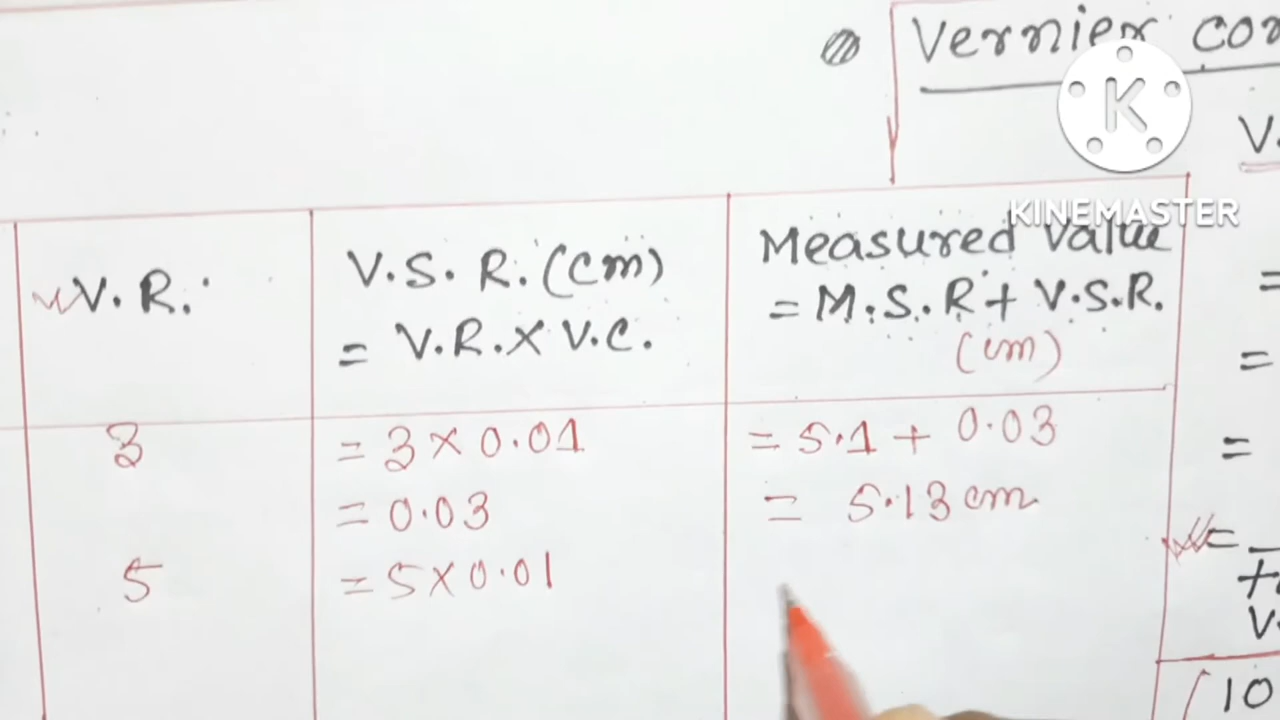 Vernier co
V.
KINEMASTER
V.R.
V.S.R. (cm)
= V.R. X V.C.
Measured Value
= M.S.R + V.S.R.
(cm)
3
= 3 × 0.01
= 0.03
= 5.1 + 0.03
= 5.13 cm
5
= 5 × 0.01
=
=
=
=
V.
10